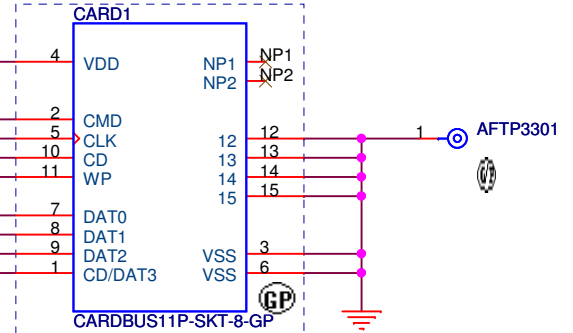 CARD1
4 VDD NP1 NP1
NP2 NP2
2 CMD
5 CLK 12 12 1 AFTP3301
10 CD 13 13
11 WP 14 14
15 15
7 DAT0
8 DAT1
9 DAT2 VSS 3
1 CD/DAT3 VSS 6
GP
CARDBUS11P-SKT-8-GP